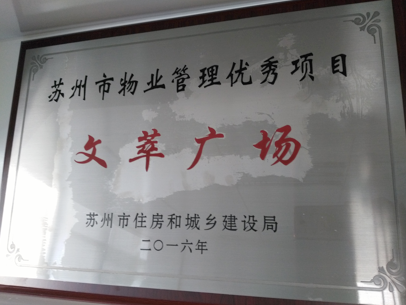 苏州市物业管理优秀项目
文萃广场
苏州市住房和城乡建设局
二〇一六年